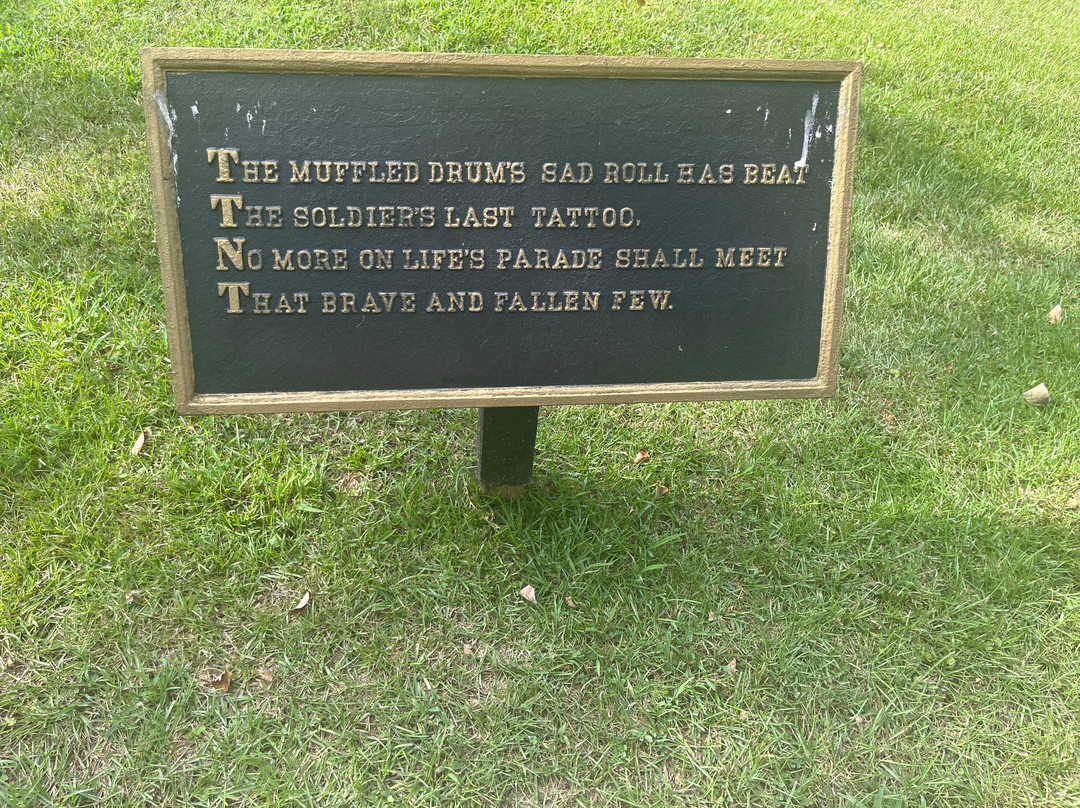 The muffled drum's sad roll has beat
The soldier's last tattoo.
No more on life's parade shall meet
That brave and fallen few.